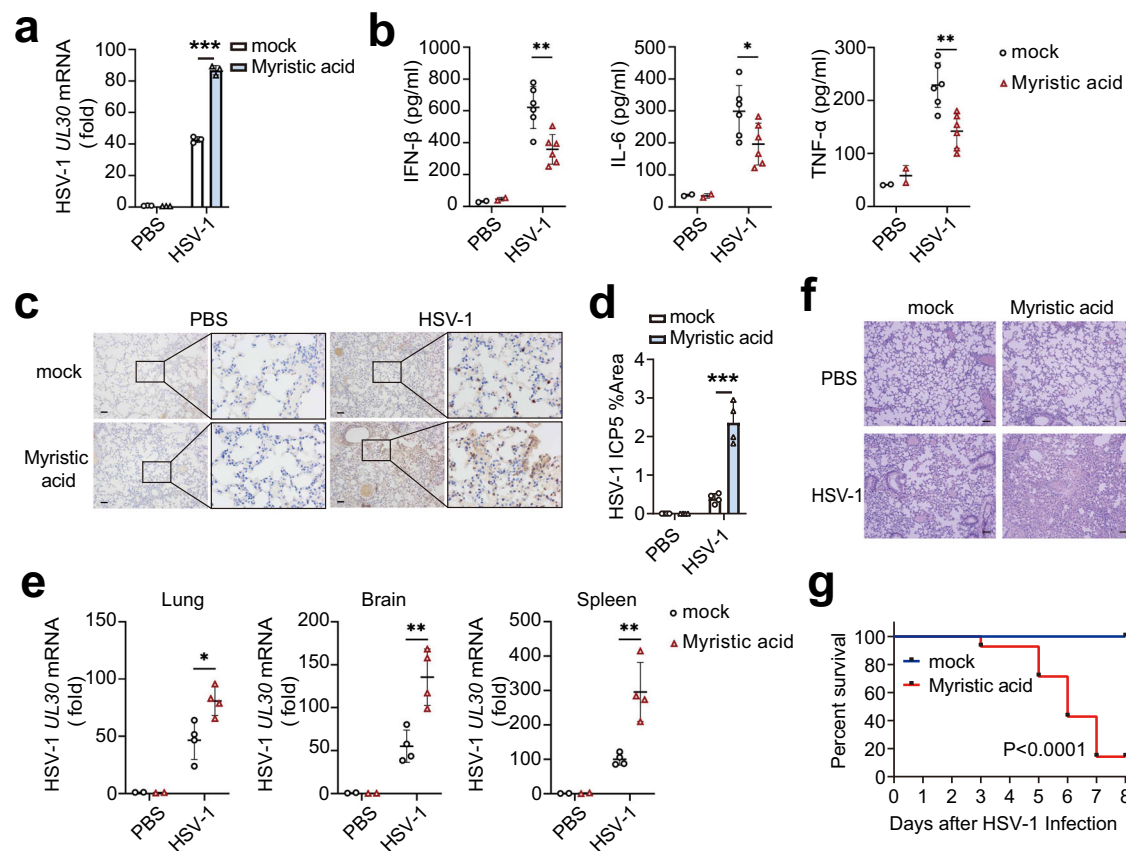 a
HSV-1 UL30 mRNA
(fold)
100
80
60
40
20
0
***
mock
Myristic acid
PBS
HSV-1
b
IFN-β (pg/ml)
1000
800
600
400
200
0
**
PBS
HSV-1
IL-6 (pg/ml)
500
400
300
200
100
0
*
PBS
HSV-1
TNF-α (pg/ml)
300
200
100
0
**
PBS
HSV-1
mock
Myristic acid
c
PBS
HSV-1
mock
Myristic
acid
d
mock
Myristic acid
HSV-1 ICP5 %Area
4
3
2
1
0
***
PBS
HSV-1
f
mock
Myristic acid
PBS
HSV-1
e
Lung
HSV-1 UL30 mRNA
(fold)
150
100
50
0
*
PBS
HSV-1
Brain
HSV-1 UL30 mRNA
(fold)
200
150
100
50
0
**
PBS
HSV-1
Spleen
HSV-1 UL30 mRNA
(fold)
500
400
300
200
100
0
**
PBS
HSV-1
mock
Myristic acid
g
Percent survival
100
80
60
40
20
0
mock
Myristic acid
P<0.0001
0 1 2 3 4 5 6 7 8
Days after HSV-1 Infection